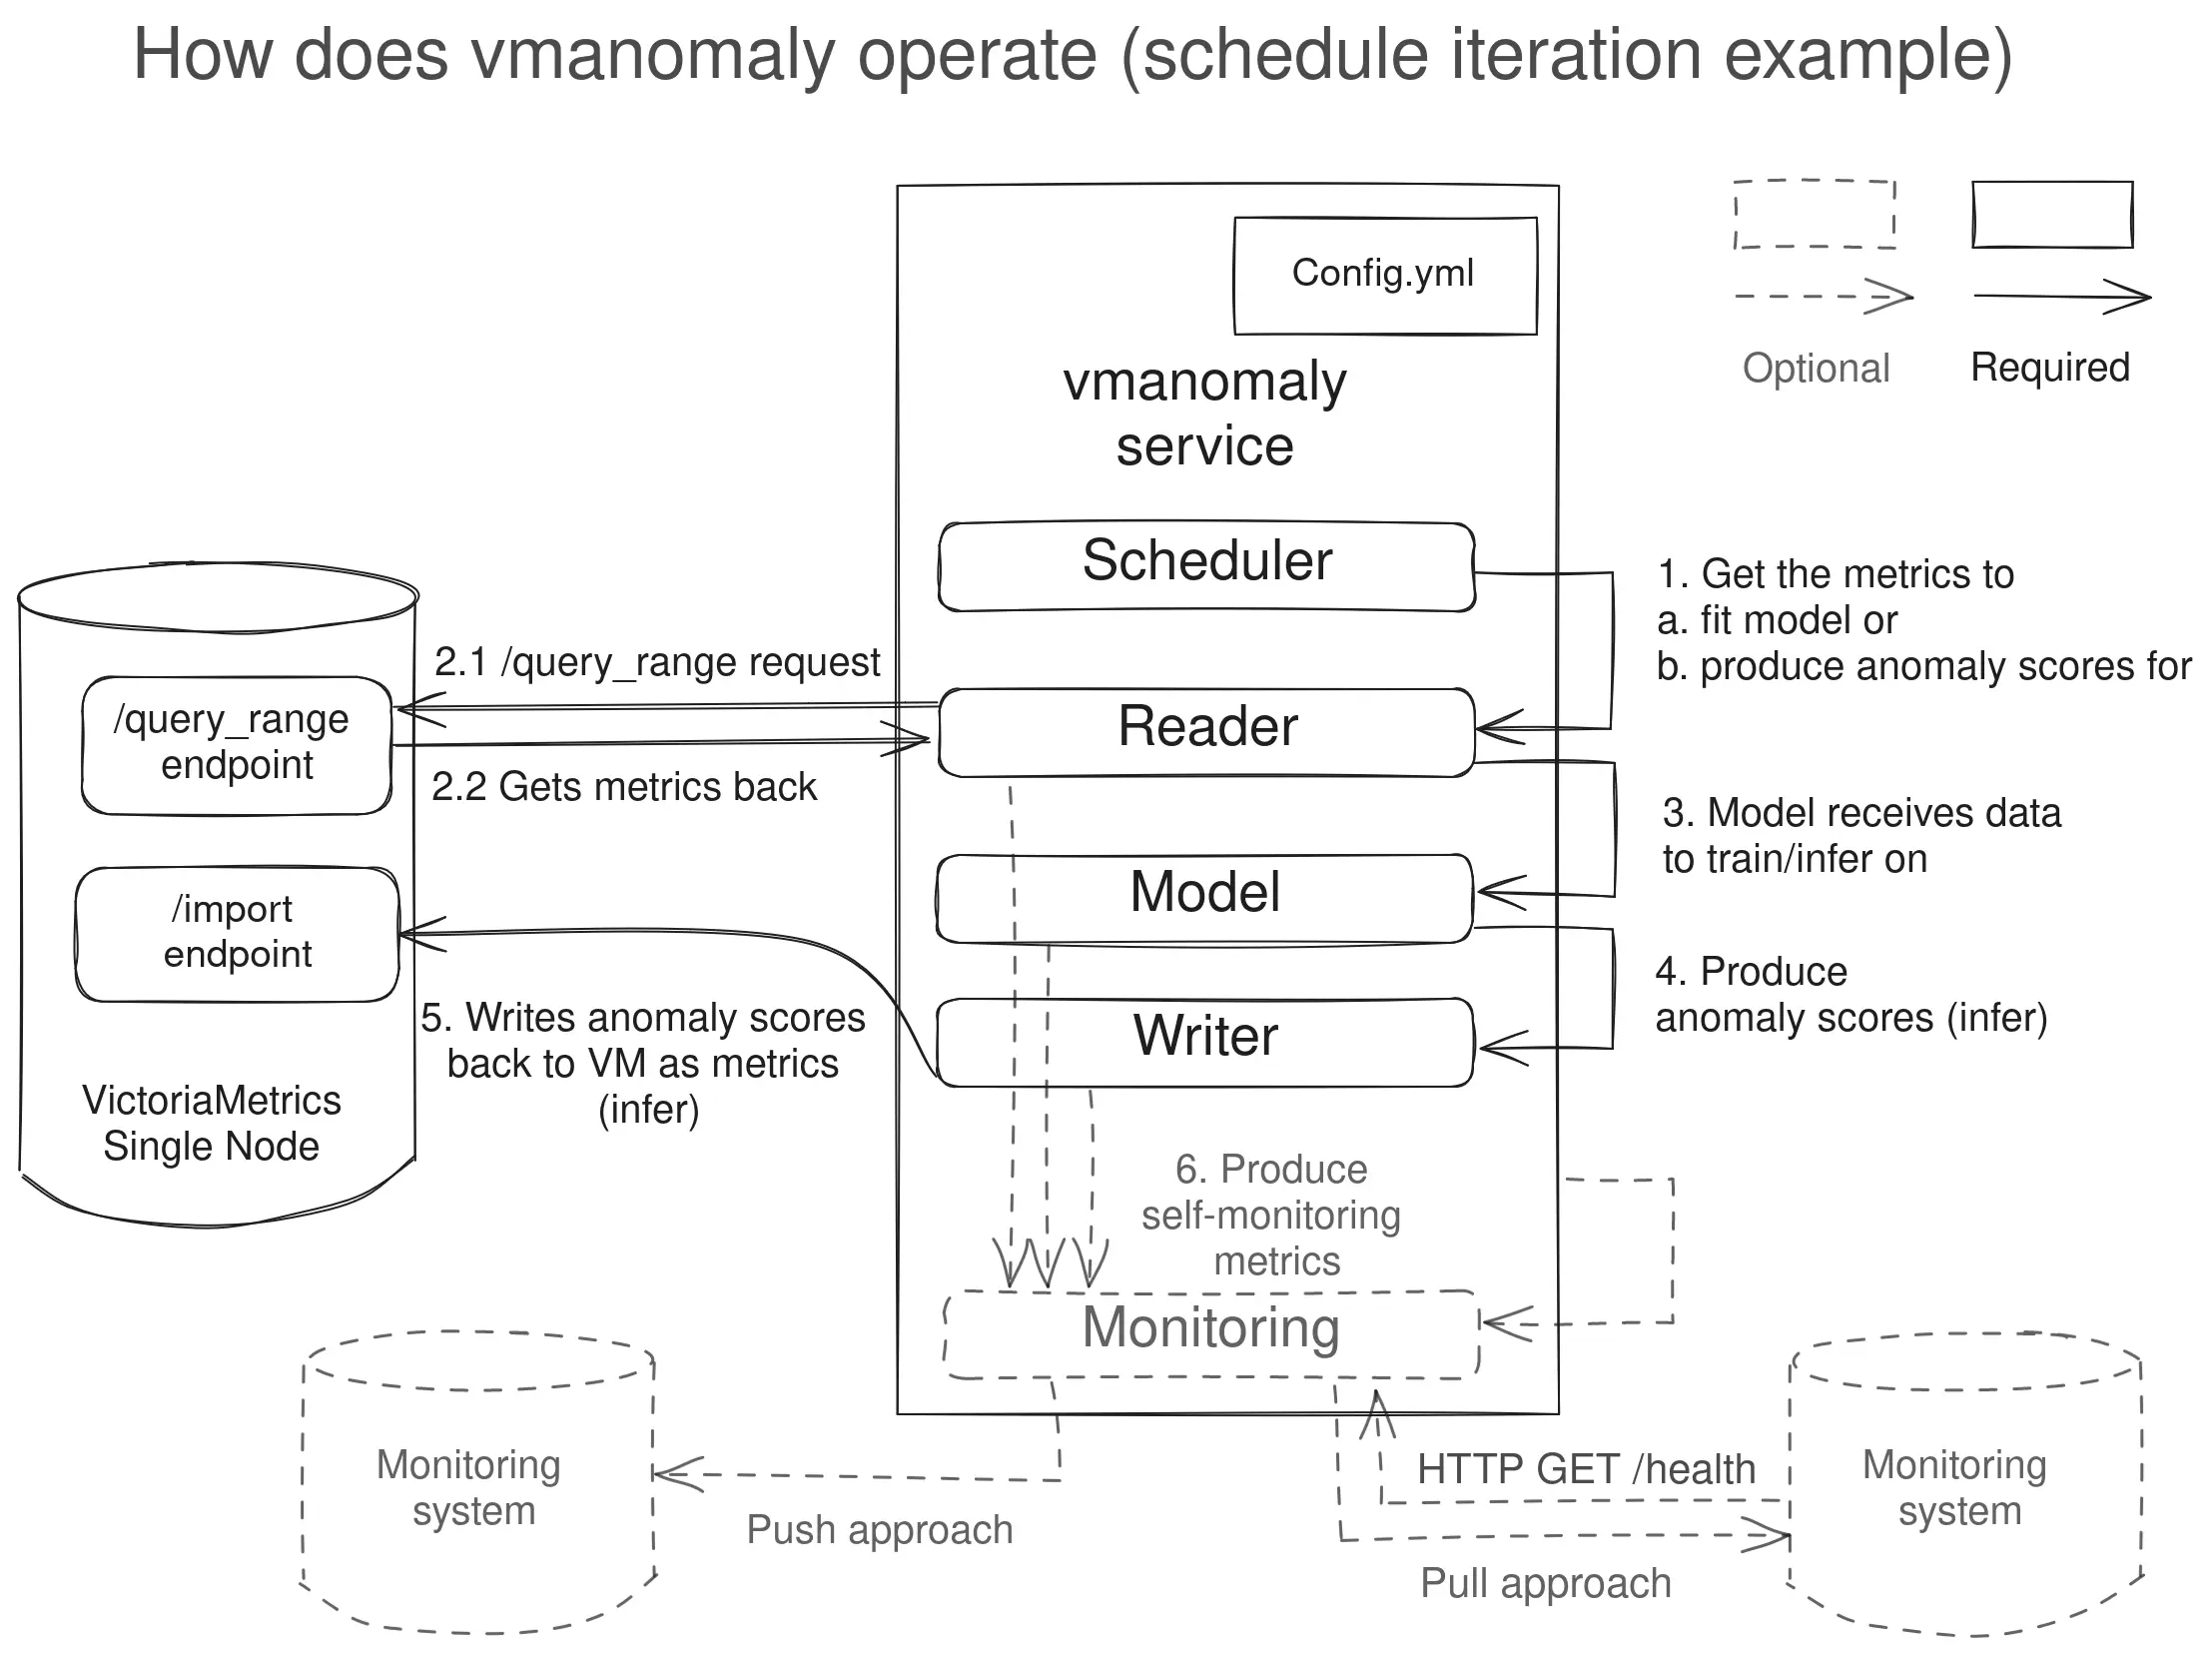 How does vmanomaly operate (schedule iteration example)
Config.yml
Optional
Required
vmanomaly
service
Scheduler
1. Get the metrics to
a. fit model or
b. produce anomaly scores for
2.1 /query_range request
/query_range
endpoint
Reader
2.2 Gets metrics back
3. Model receives data
to train/infer on
Model
/import
endpoint
4. Produce
anomaly scores (infer)
5. Writes anomaly scores
back to VM as metrics
(infer)
Writer
VictoriaMetrics
Single Node
6. Produce
self-monitoring
metrics
Monitoring
Monitoring
system
Push approach
HTTP GET /health
Pull approach
Monitoring
system